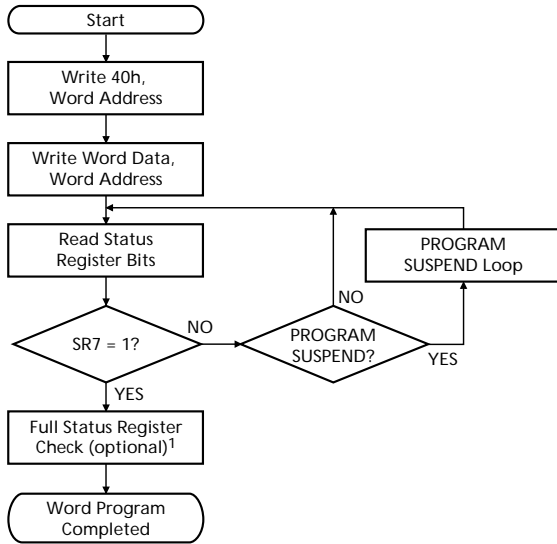 Start
Write 40h,
Word Address
Write Word Data,
Word Address
Read Status
Register Bits
PROGRAM
SUSPEND Loop
NO
SR7 = 1?
NO
PROGRAM
SUSPEND?
YES
YES
Full Status Register
Check (optional)1
Word Program
Completed